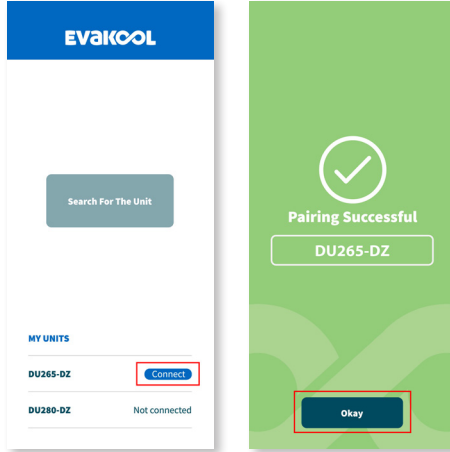 EVAKOOL
Search For The Unit
MY UNITS
DU265-DZ Connect
DU280-DZ Not connected
Pairing Successful
DU265-DZ
Okay